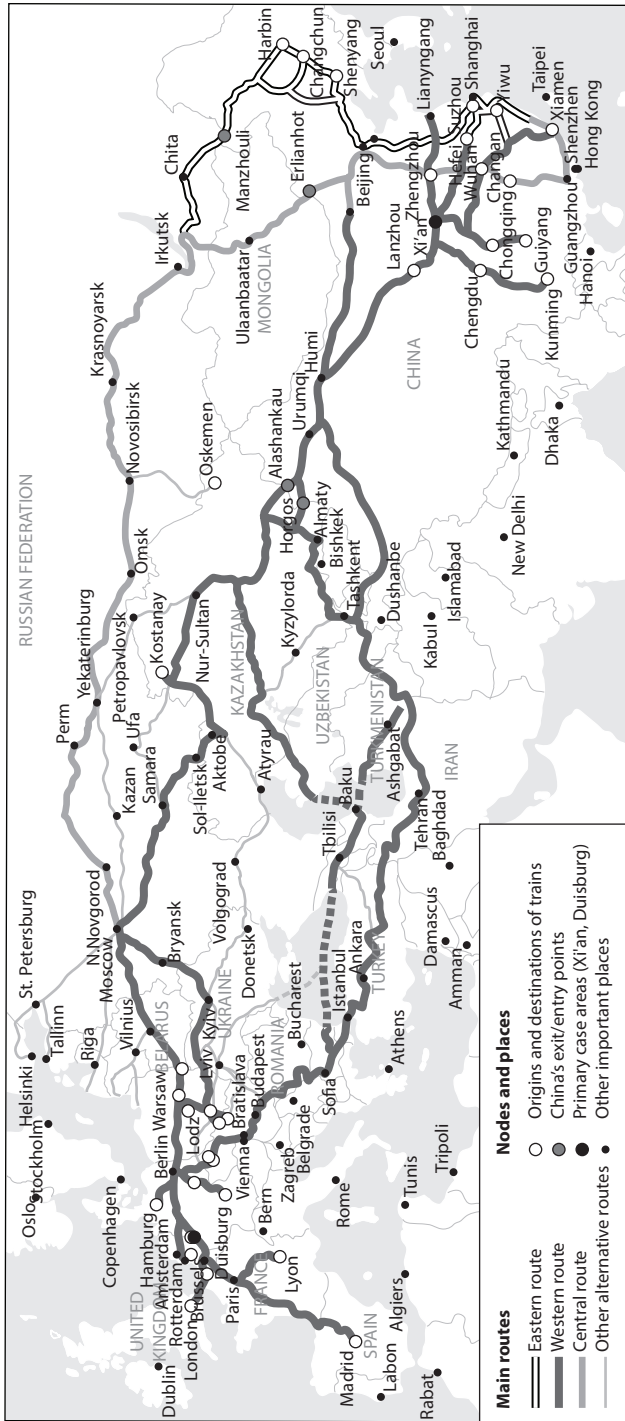 RUSSIAN FEDERATION
Oslo
Stockholm
Helsinki
Tallinn
St. Petersburg
Riga
Vilnius
Copenhagen
Dublin
UNITED
KINGDOM
London
Rotterdam
Amsterdam
Hamburg
Berlin
Warsaw
BELARUS
Moscow
N.Novgorod
Kazan
Perm
Yekaterinburg
Petropavlovsk
Ufa
Samara
Omsk
Novosibirsk
Krasnoyarsk
Irkutsk
Chita
Manzhouli
Harbin
Changchun
Shenyang
Seoul
Brussel
Duisburg
Paris
FRANCE
Lyon
Bern
Madrid
SPAIN
Labon
Rabat
Algiers
Tunis
Tripoli
Rome
Lodz
Lviv
Kyiv
UKRAINE
Bryansk
Volgograd
Donetsk
Vienna
Bratislava
Budapest
Zagreb
Belgrade
ROMANIA
Bucharest
Sofia
Athens
Istanbul
Ankara
TURKEY
Tbilisi
Baku
Sol-Iletsk
Aktobe
Atyrau
Kostanay
Nur-Sultan
KAZAKHSTAN
Oskemen
Kyzylorda
UZBEKISTAN
TURKMENISTAN
Ashgabat
Tehran
IRAN
Baghdad
Damascus
Amman
Horgos
Alashankau
Almaty
Bishkek
Tashkent
Dushanbe
Kabul
Islamabad
New Delhi
Kathmandu
Dhaka
Urumqi
Humi
CHINA
Ulaanbaatar
MONGOLIA
Erlianhot
Beijing
Lanzhou
Xi'an
Zhengzhou
Lianyngang
Hefei
Suzhou
Shanghai
Yiwu
Wuhan
Changan
Taipei
Xiamen
Shenzhen
Hong Kong
Guangzhou
Chengdu
Chongqing
Guiyang
Kunming
Hanoi
Main routes
Eastern route
Western route
Central route
Other alternative routes
Nodes and places
Origins and destinations of trains
China's exit/entry points
Primary case areas (Xi'an, Duisburg)
Other important places